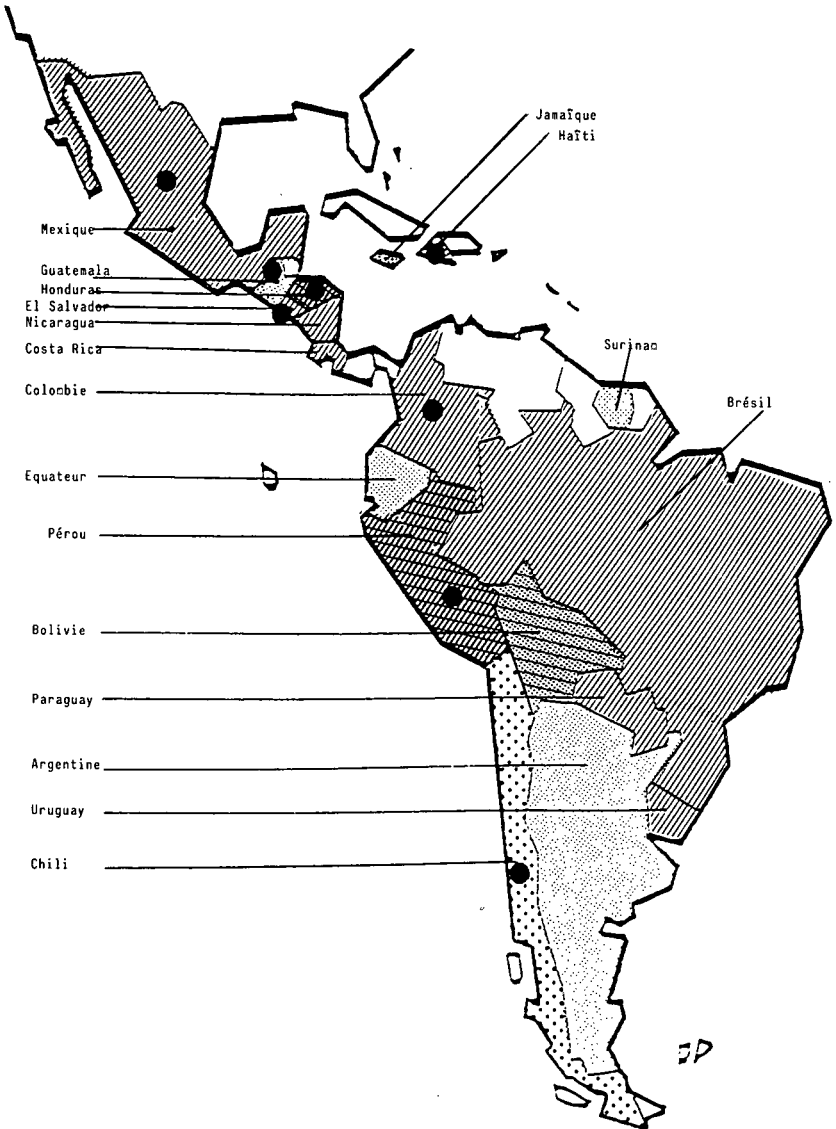 Jamaïque
Haïti
Mexique
Guatemala
Honduras
El Salvador
Nicaragua
Costa Rica
Surinam
Colombie
Brésil
Equateur
Pérou
Bolivie
Paraguay
Argentine
Uruguay
Chili